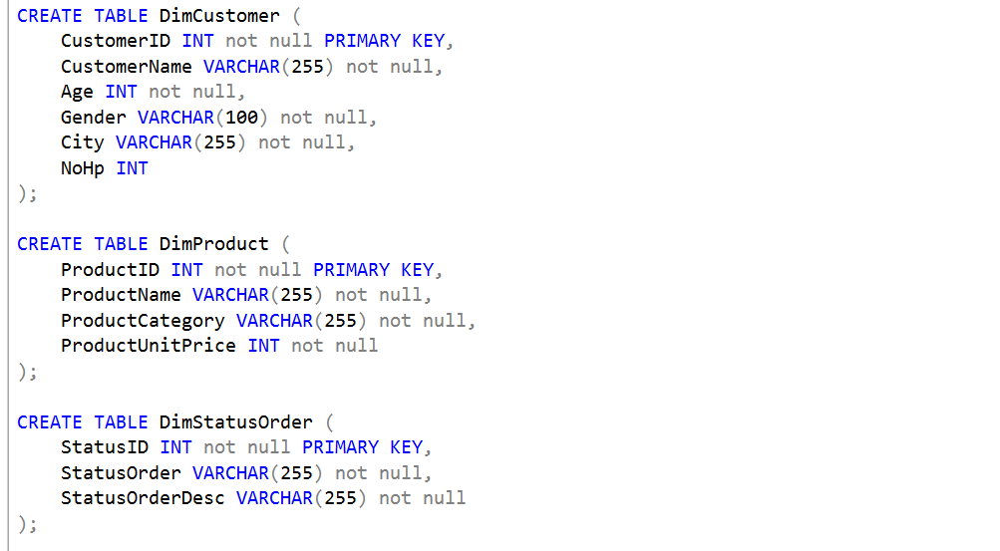 CREATE TABLE DimCustomer (
    CustomerID INT not null PRIMARY KEY,
    CustomerName VARCHAR(255) not null,
    Age INT not null,
    Gender VARCHAR(100) not null,
    City VARCHAR(255) not null,
    NoHp INT
);

CREATE TABLE DimProduct (
    ProductID INT not null PRIMARY KEY,
    ProductName VARCHAR(255) not null,
    ProductCategory VARCHAR(255) not null,
    ProductUnitPrice INT not null
);

CREATE TABLE DimStatusOrder (
    StatusID INT not null PRIMARY KEY,
    StatusOrder VARCHAR(255) not null,
    StatusOrderDesc VARCHAR(255) not null
);